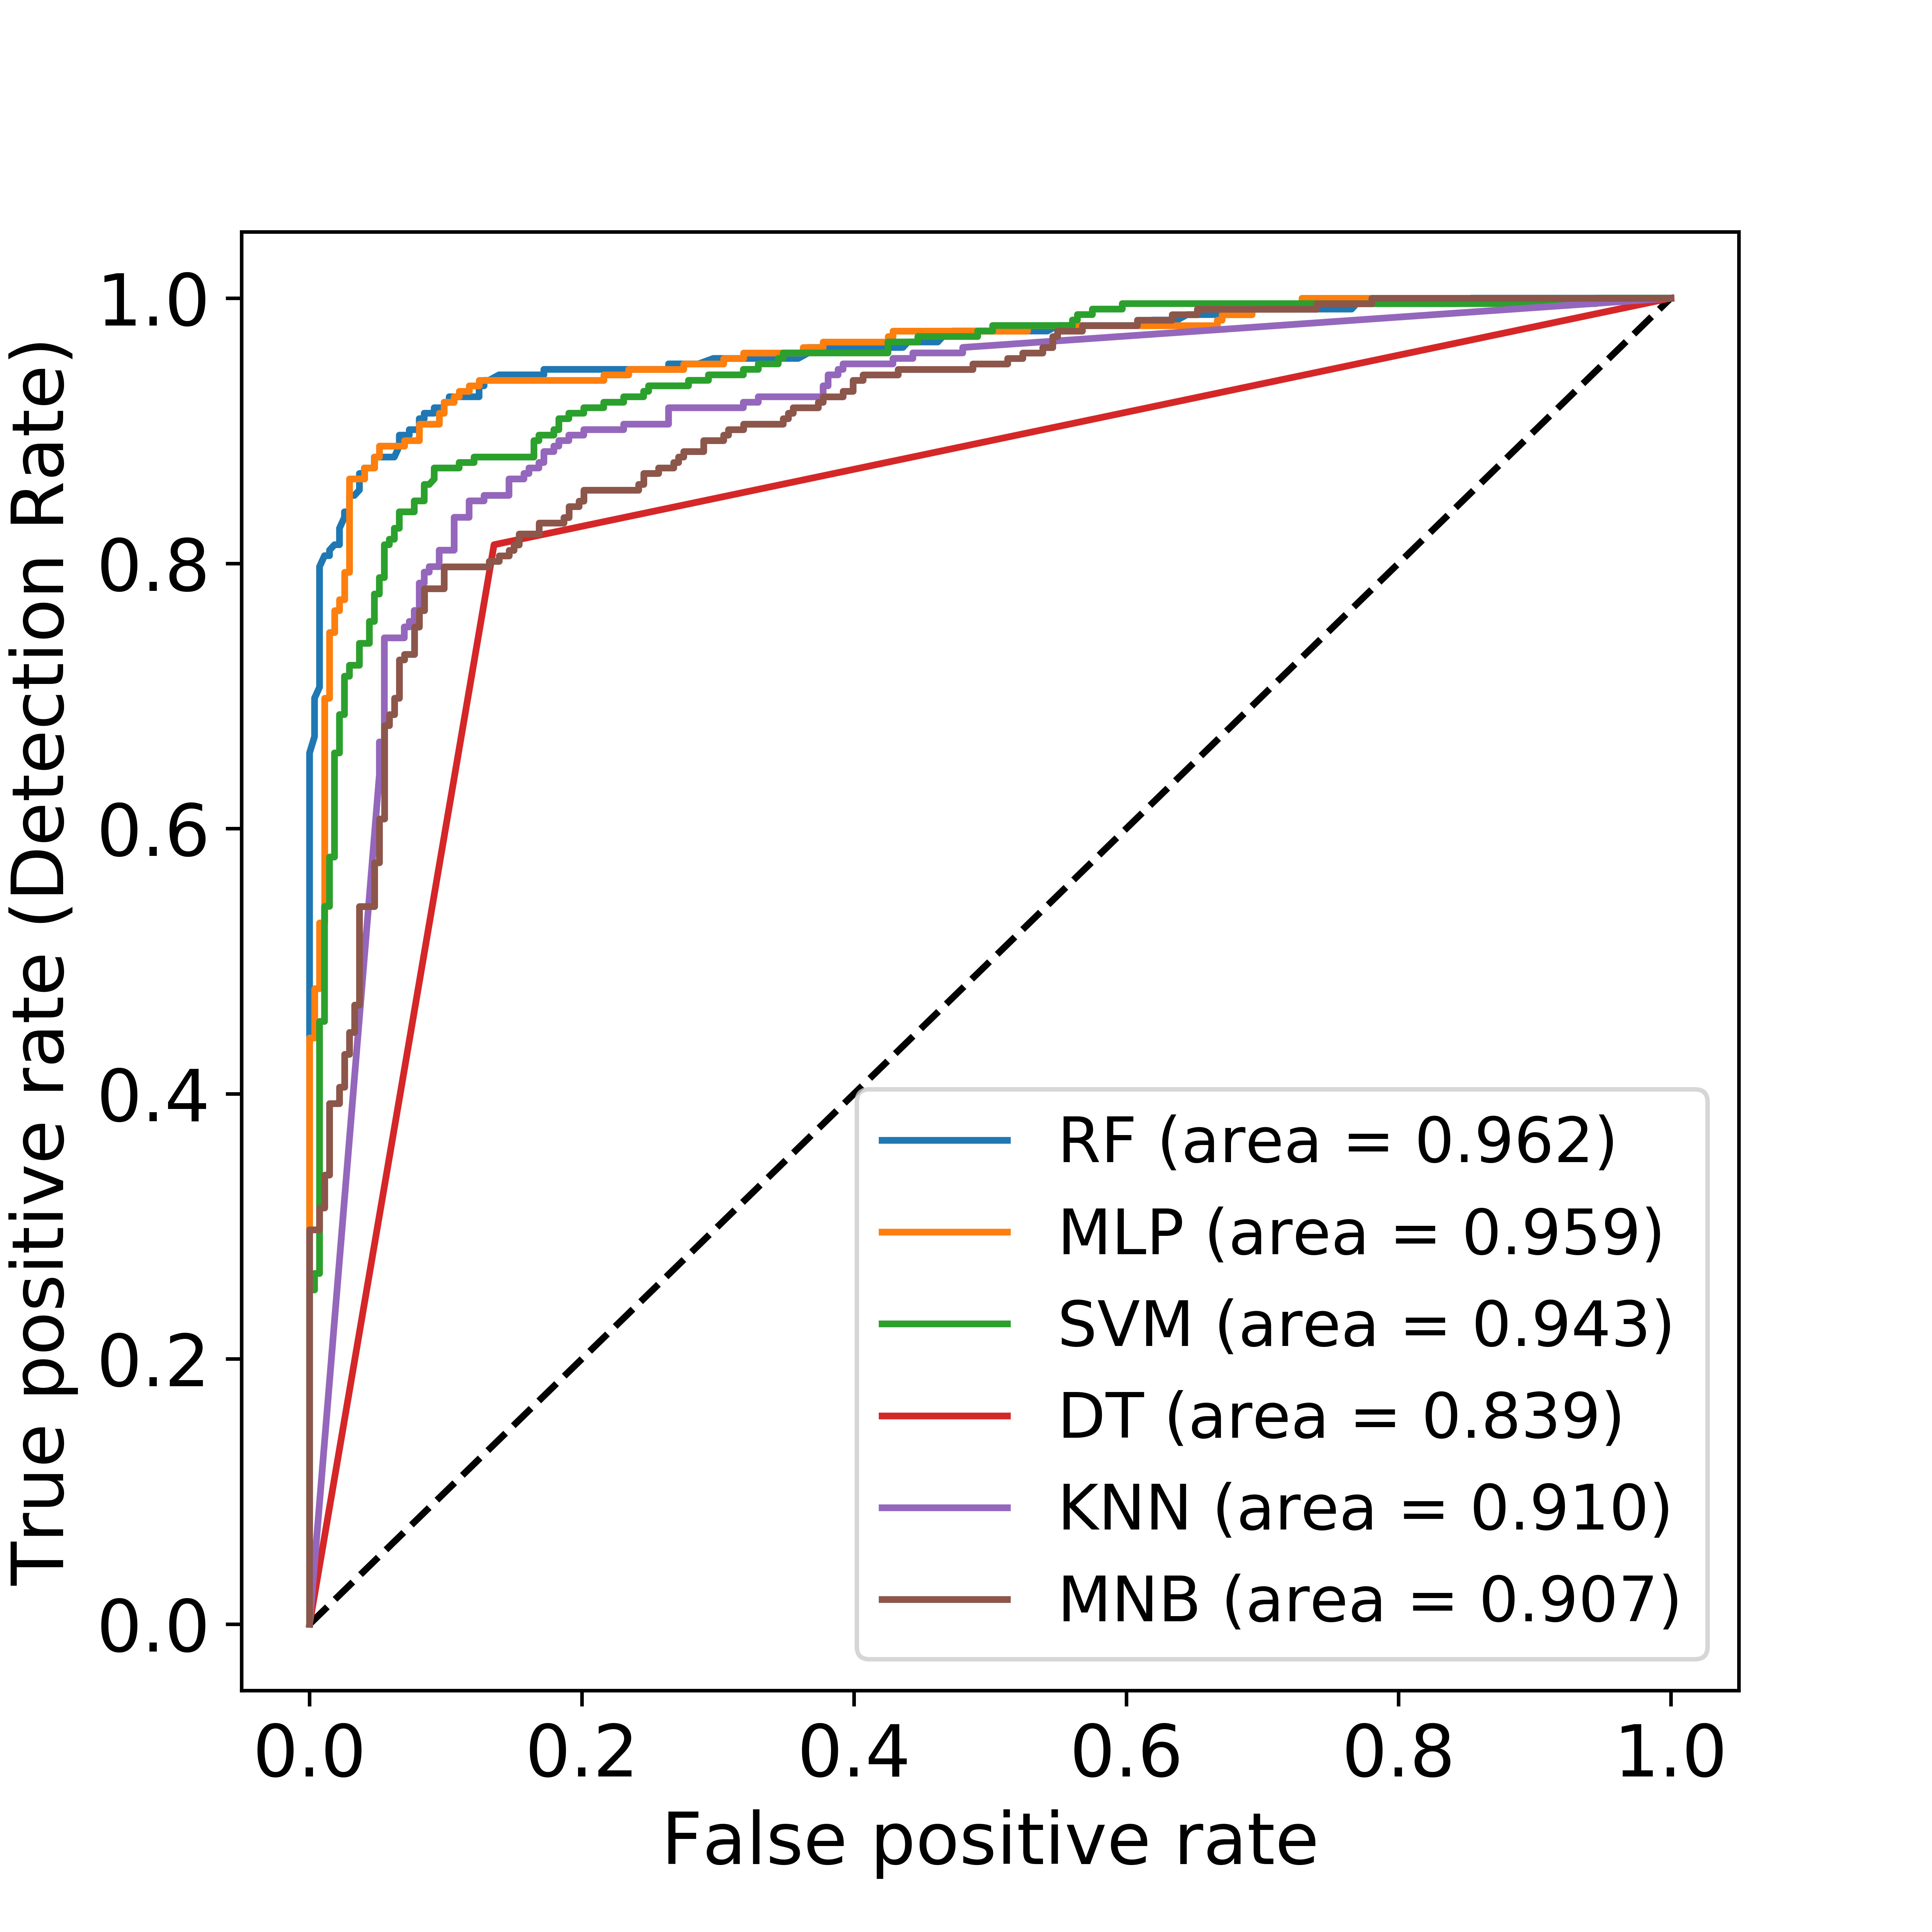 True positive rate (Detection Rate)
1.0
0.8
0.6
0.4
0.2
0.0
RF (area = 0.962)
MLP (area = 0.959)
SVM (area = 0.943)
DT (area = 0.839)
KNN (area = 0.910)
MNB (area = 0.907)
0.0 0.2 0.4 0.6 0.8 1.0
False positive rate